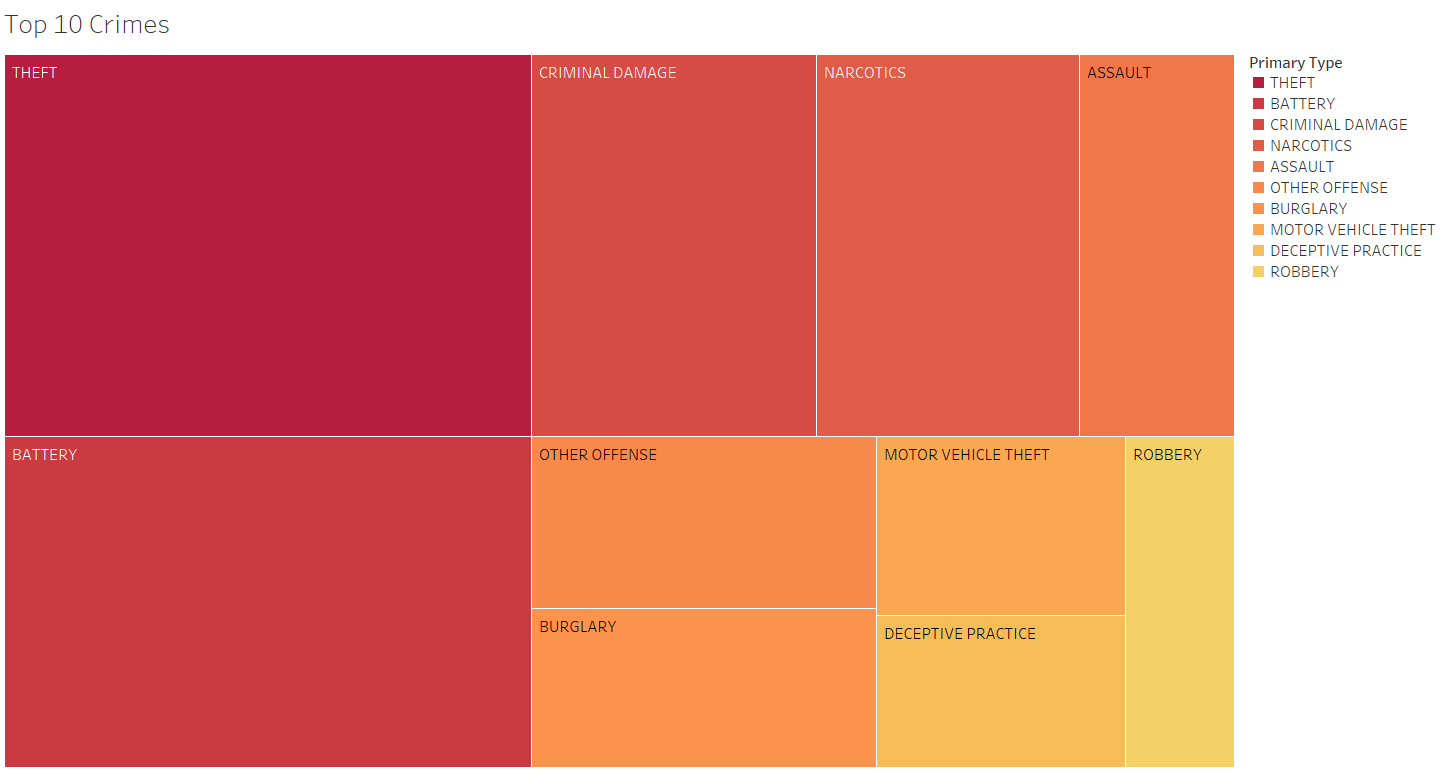 Top 10 Crimes
THEFT
CRIMINAL DAMAGE
NARCOTICS
ASSAULT
BATTERY
OTHER OFFENSE
MOTOR VEHICLE THEFT
ROBBERY
BURGLARY
DECEPTIVE PRACTICE
Primary Type
THEFT
BATTERY
CRIMINAL DAMAGE
NARCOTICS
ASSAULT
OTHER OFFENSE
BURGLARY
MOTOR VEHICLE THEFT
DECEPTIVE PRACTICE
ROBBERY